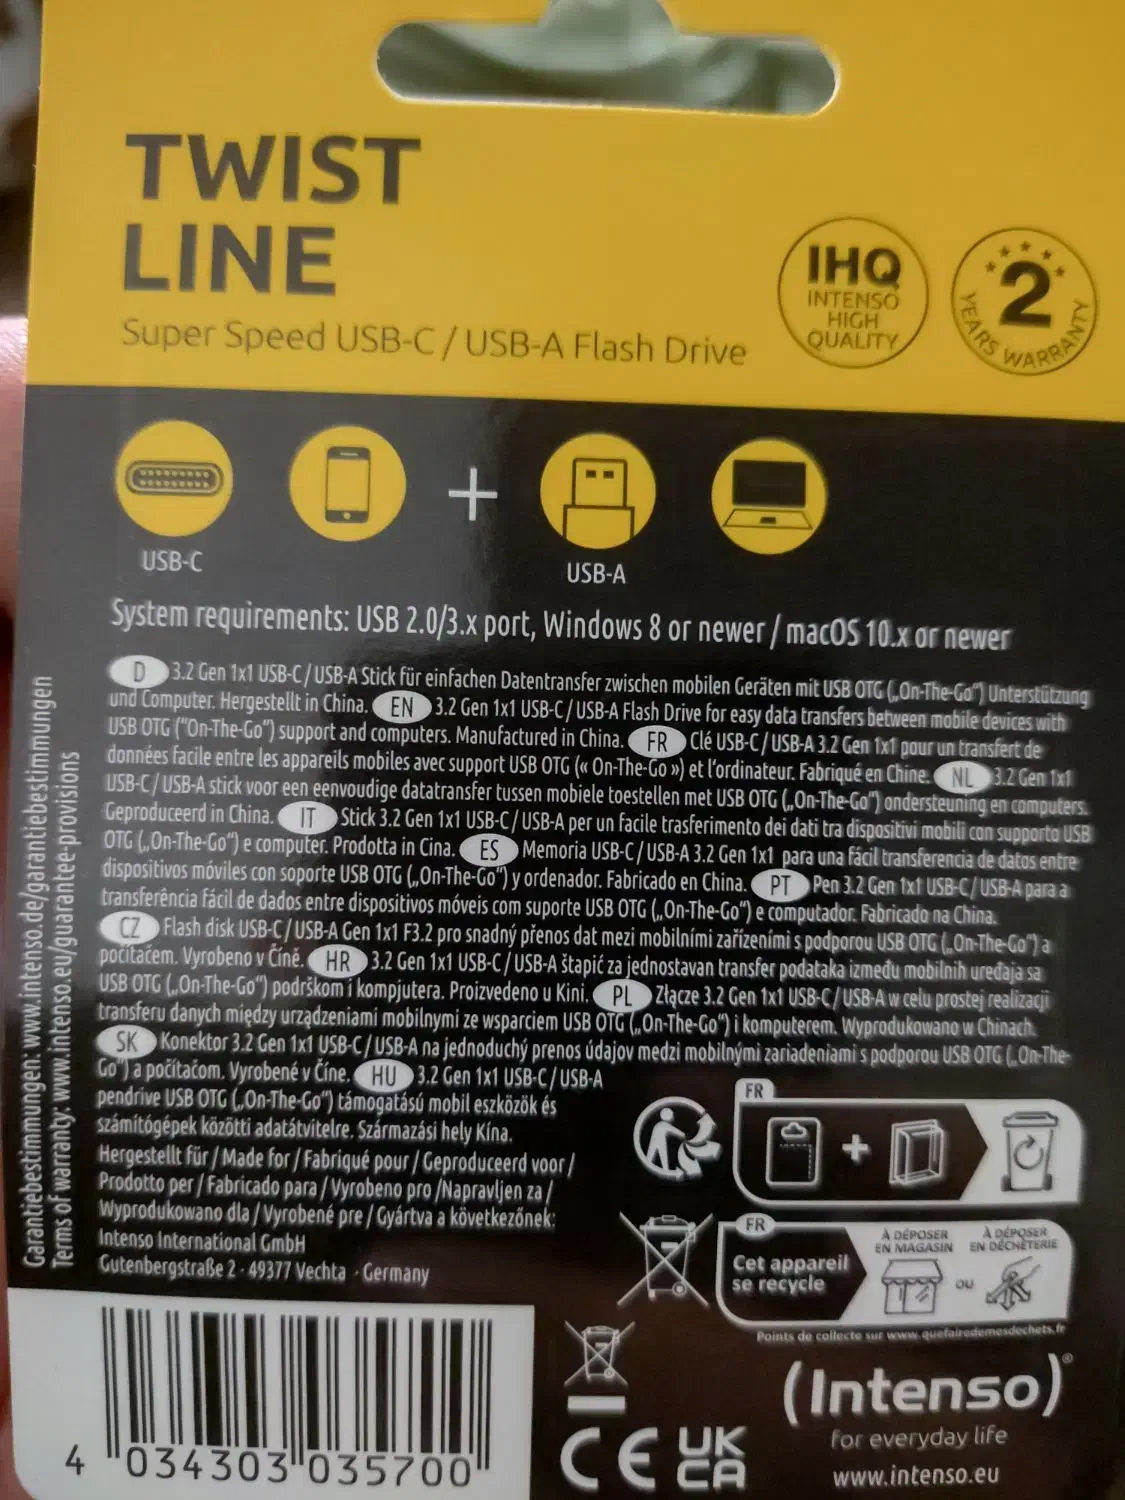 TWIST
LINE
Super Speed USB-C / USB-A Flash Drive
IHQ
INTENSO
HIGH
QUALITY
2
YEARS WARRANTY
USB-C
USB-A
System requirements: USB 2.0/3.x port, Windows 8 or newer / macOS 10.x or newer
D 3.2 Gen 1x1 USB-C / USB-A Stick für einfachen Datentransfer zwischen mobilen Geräten mit USB OTG („On-The-Go“) Unterstützung
und Computer. Hergestellt in China. EN 3.2 Gen 1x1 USB-C / USB-A Flash Drive for easy data transfers between mobile devices with
USB OTG (“On-The-Go”) support and computers. Manufactured in China. FR Clé USB-C / USB-A 3.2 Gen 1x1 pour un transfert de
données facile entre les appareils mobiles avec support USB OTG (« On-The-Go ») et l’ordinateur. Fabriqué en Chine. NL 3.2 Gen 1x1
USB-C / USB-A stick voor een eenvoudige datatransfer tussen mobiele toestellen met USB OTG („On-The-Go“) ondersteuning en computers.
Geproduceerd in China. IT Stick 3.2 Gen 1x1 USB-C / USB-A per un facile trasferimento dei dati tra dispositivi mobili con supporto USB
OTG („On-The-Go“) e computer. Prodotta in Cina. ES Memoria USB-C / USB-A 3.2 Gen 1x1 para una fácil transferencia de datos entre
dispositivos móviles con soporte USB OTG („On-The-Go“) y ordenador. Fabricado en China. PT Pen 3.2 Gen 1x1 USB-C / USB-A para a
transferência fácil de dados entre dispositivos móveis com suporte USB OTG („On-The-Go“) e computador. Fabricado na China.
CZ Flash disk USB-C / USB-A Gen 1x1 F3.2 pro snadný přenos dat mezi mobilními zařízeními s podporou USB OTG („On-The-Go“) a
počítačem. Vyrobeno v Číně. HR 3.2 Gen 1x1 USB-C / USB-A štapić za jednostavan transfer podataka između mobilnih uređaja sa
USB OTG („On-The-Go“) podrškom i kompjutera. Proizvedeno u Kini. PL Złącze 3.2 Gen 1x1 USB-C / USB-A w celu prostej realizacji
transferu danych między urządzeniami mobilnymi ze wsparciem USB OTG („On-The-Go“) i komputerem. Wyprodukowano w Chinach.
SK Konektor 3.2 Gen 1x1 USB-C / USB-A na jednoduchý prenos údajov medzi mobilnými zariadeniami s podporou USB OTG („On-The-
Go“) a počítačom. Vyrobené v Číne. HU 3.2 Gen 1x1 USB-C / USB-A
pendrive USB OTG („On-The-Go“) támogatású mobil eszközök és
számítógépek közötti adatátvitelre. Származási hely Kína.
Hergestellt für / Made for / Fabriqué pour / Geproduceerd voor /
Prodotto per / Fabricado para / Vyrobeno pro /Napravljen za /
Wyprodukowano dla / Vyrobené pre / Gyártva a következőnek:
Intenso International GmbH
Gutenbergstraße 2 · 49377 Vechta · Germany
Garantiebestimmungen: www.intenso.de/garantiebestimmungen
Terms of warranty: www.intenso.eu/guarantee-provisions
FR
FR
Cet appareil
se recycle
À DÉPOSER
EN MAGASIN
OU
À DÉPOSER
EN DÉCHÈTERIE
Points de collecte sur www.quefairedemesdechets.fr
(Intenso)®
for everyday life
www.intenso.eu
CE
UK
CA
4 034303 035700